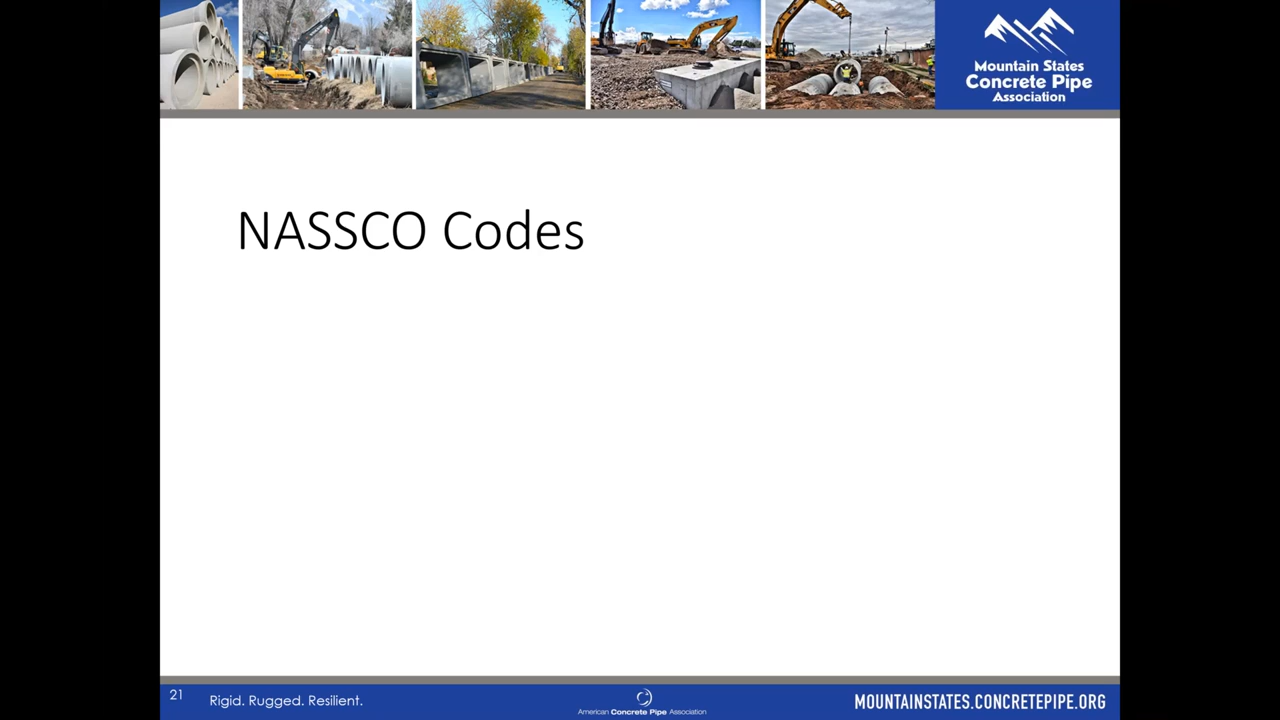 Mountain States
Concrete Pipe
Association
NASSCO Codes
21
Rigid. Rugged. Resilient.
American Concrete Pipe Association
MOUNTAINSTATES.CONCRETEPIPE.ORG